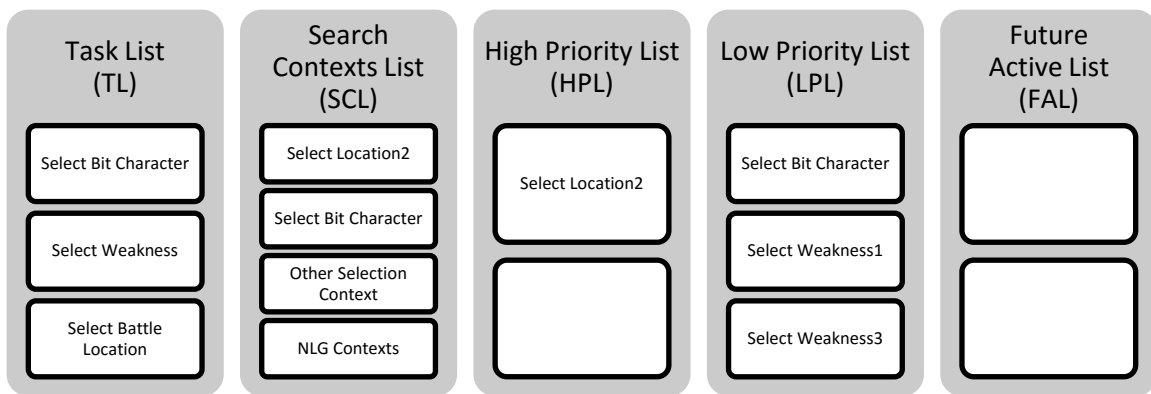 Task List
(TL)
Select Bit Character
Select Weakness
Select Battle
Location
Search
Contexts List
(SCL)
Select Location2
Select Bit Character
Other Selection
Context
NLG Contexts
High Priority List
(HPL)
Select Location2
Low Priority List
(LPL)
Select Bit Character
Select Weakness1
Select Weakness3
Future
Active List
(FAL)